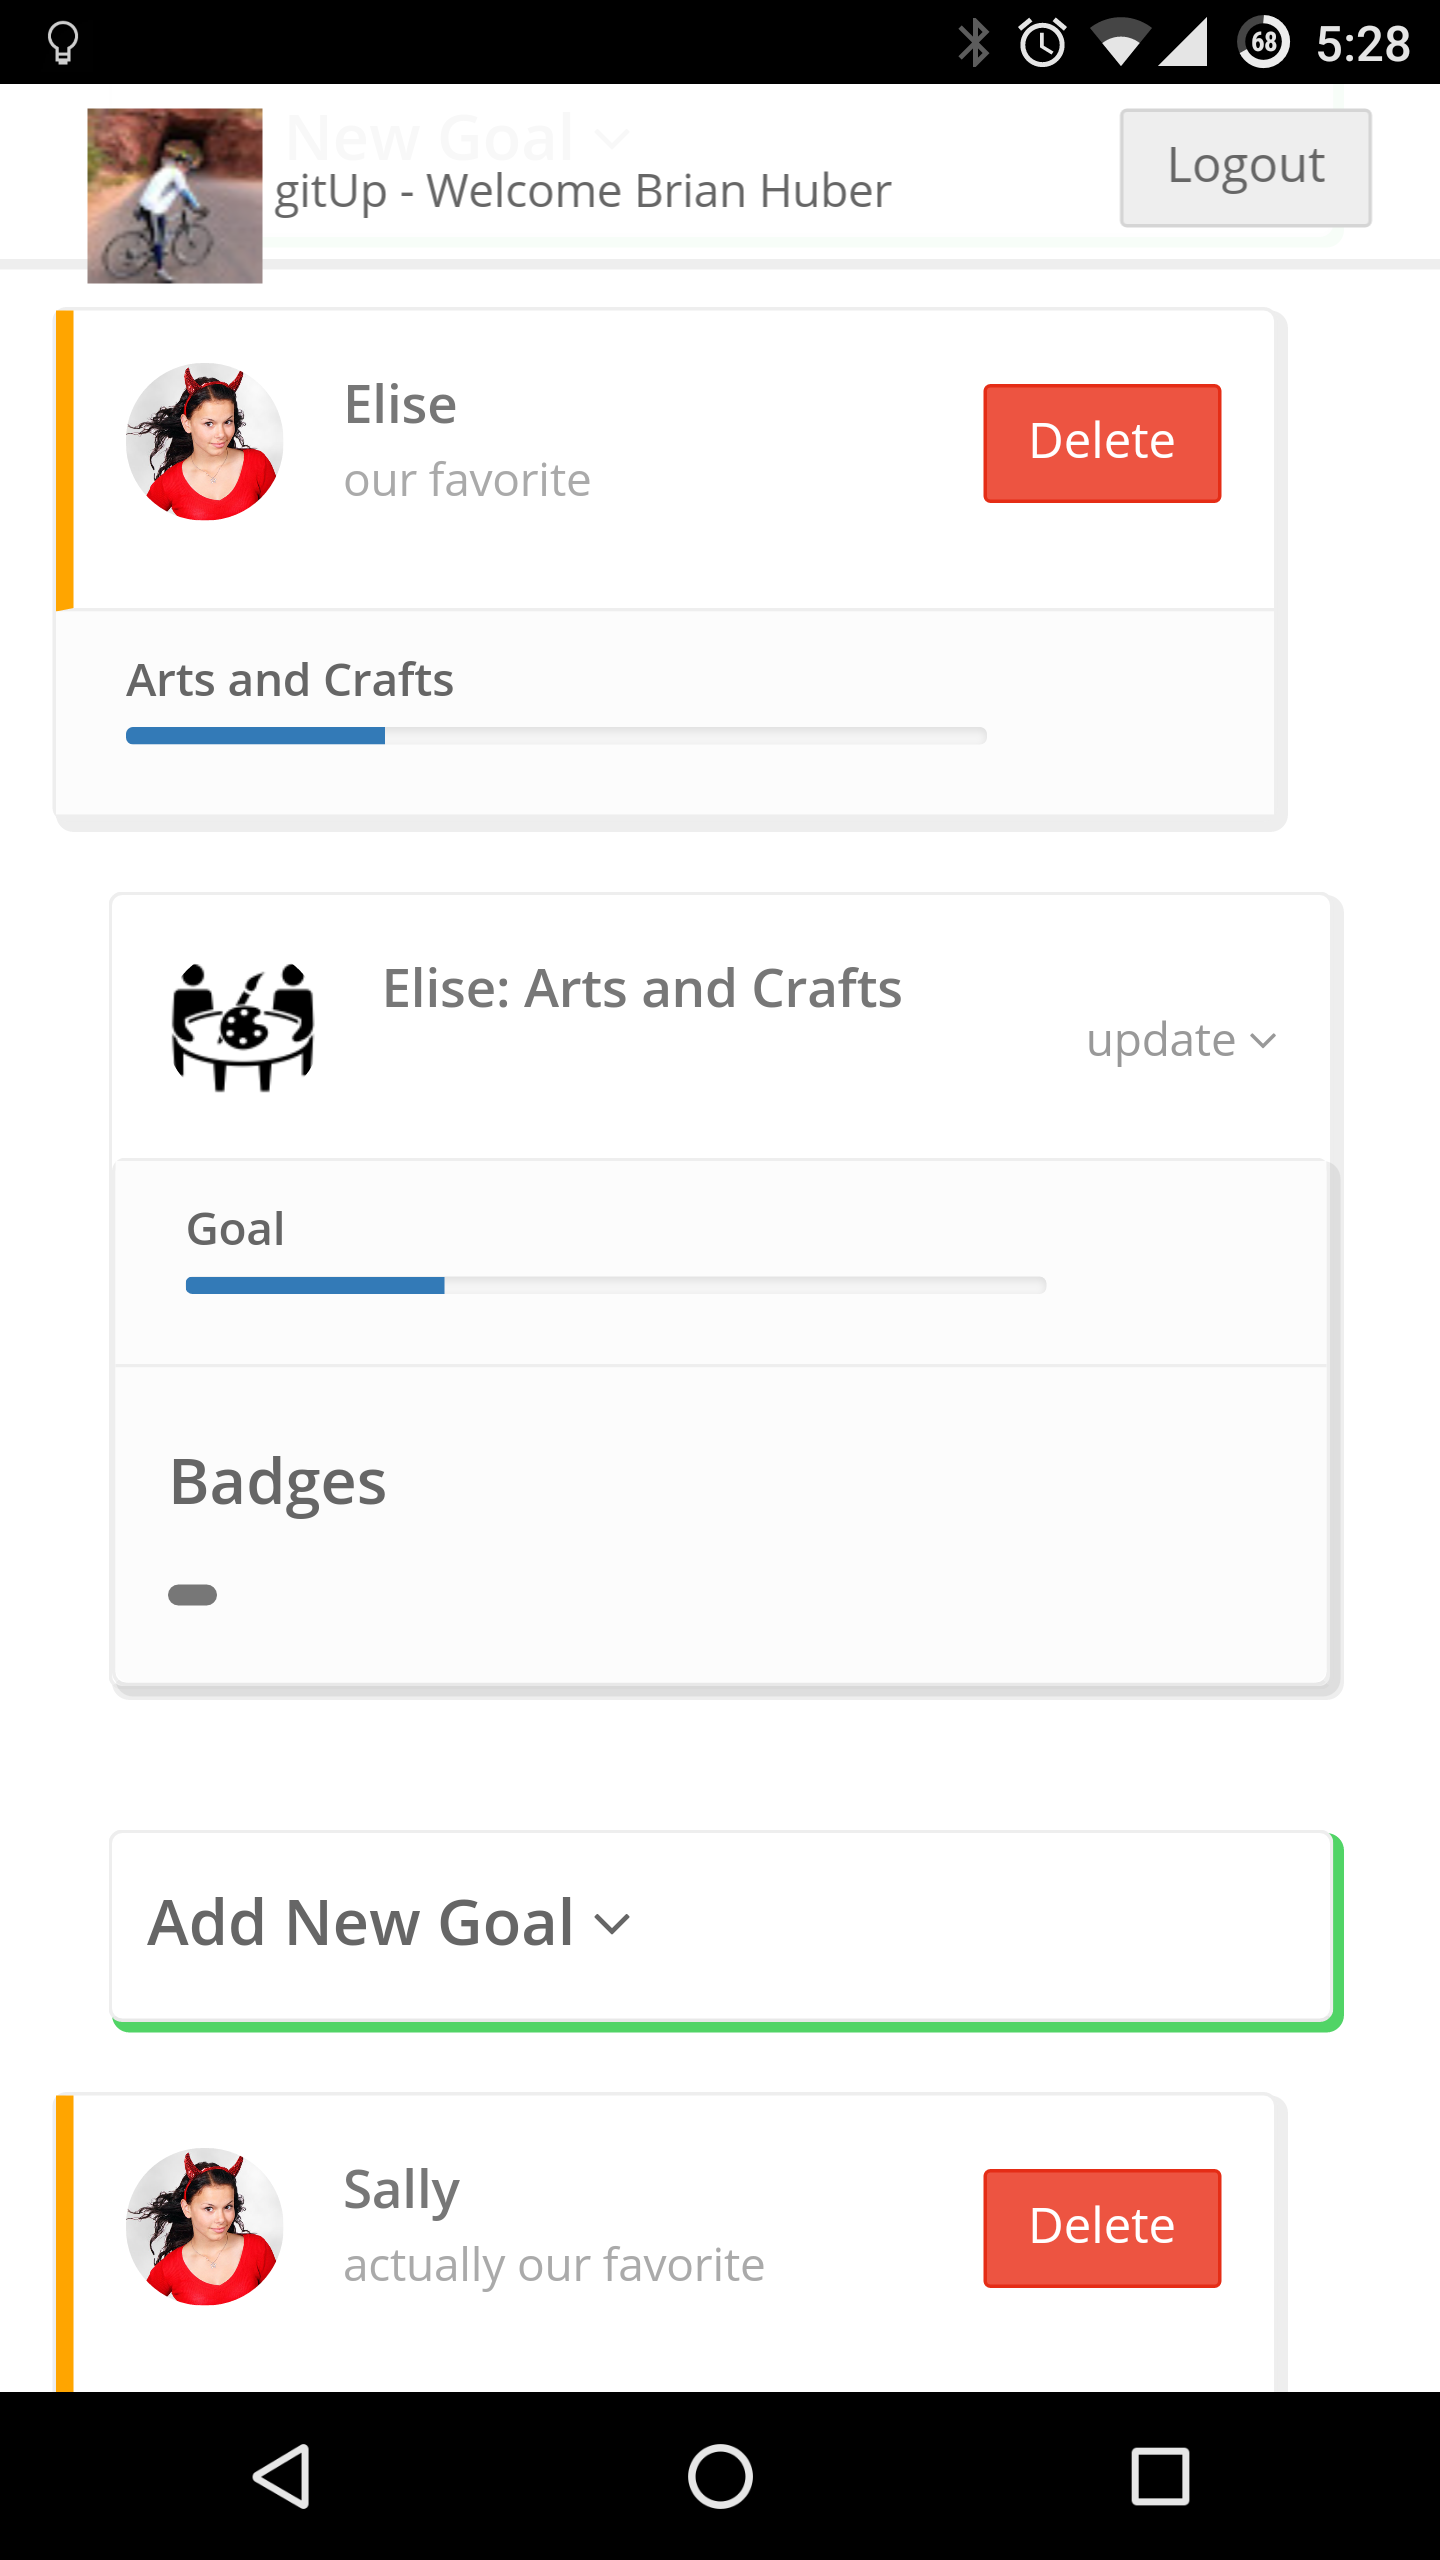 68 5:28
New Goal
gitUp - Welcome Brian Huber
Logout
Elise
our favorite
Delete
Arts and Crafts
Elise: Arts and Crafts
update
Goal
Badges
Add New Goal
Sally
actually our favorite
Delete